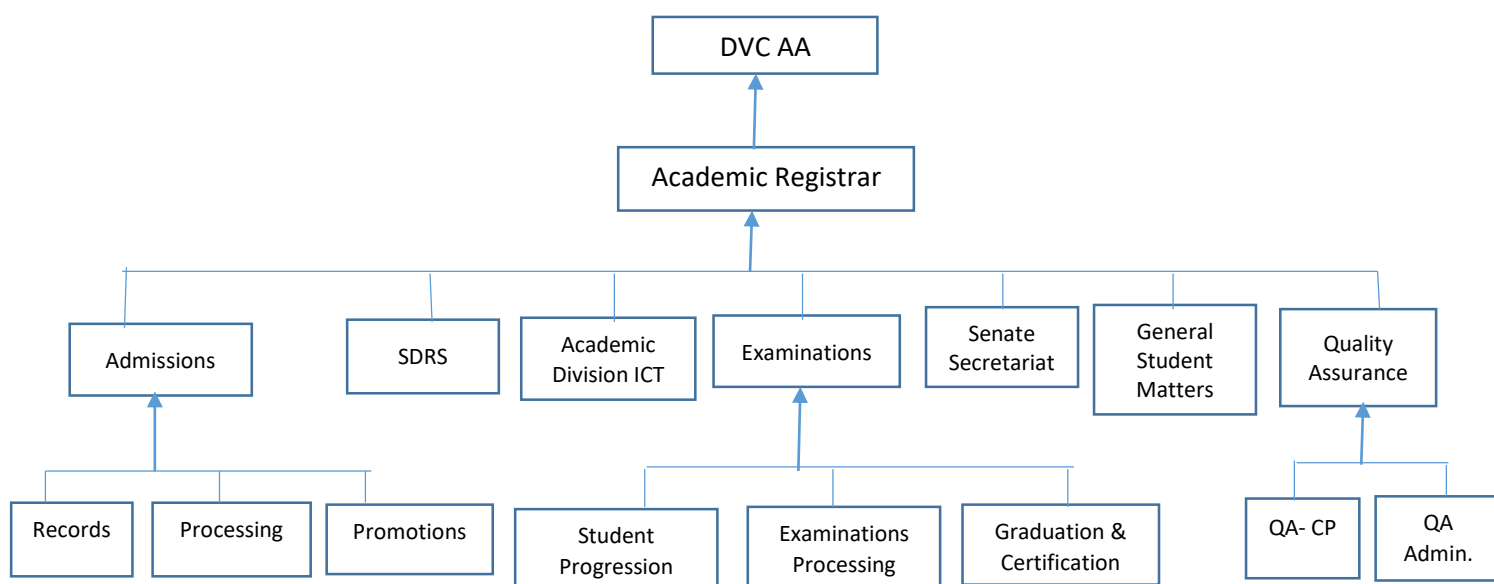 DVC AA
Academic Registrar
Admissions
SDRS
Academic
Division ICT
Examinations
Senate
Secretariat
General
Student
Matters
Quality
Assurance
Records
Processing
Promotions
Student
Progression
Examinations
Processing
Graduation &
Certification
QA- CP
QA
Admin.